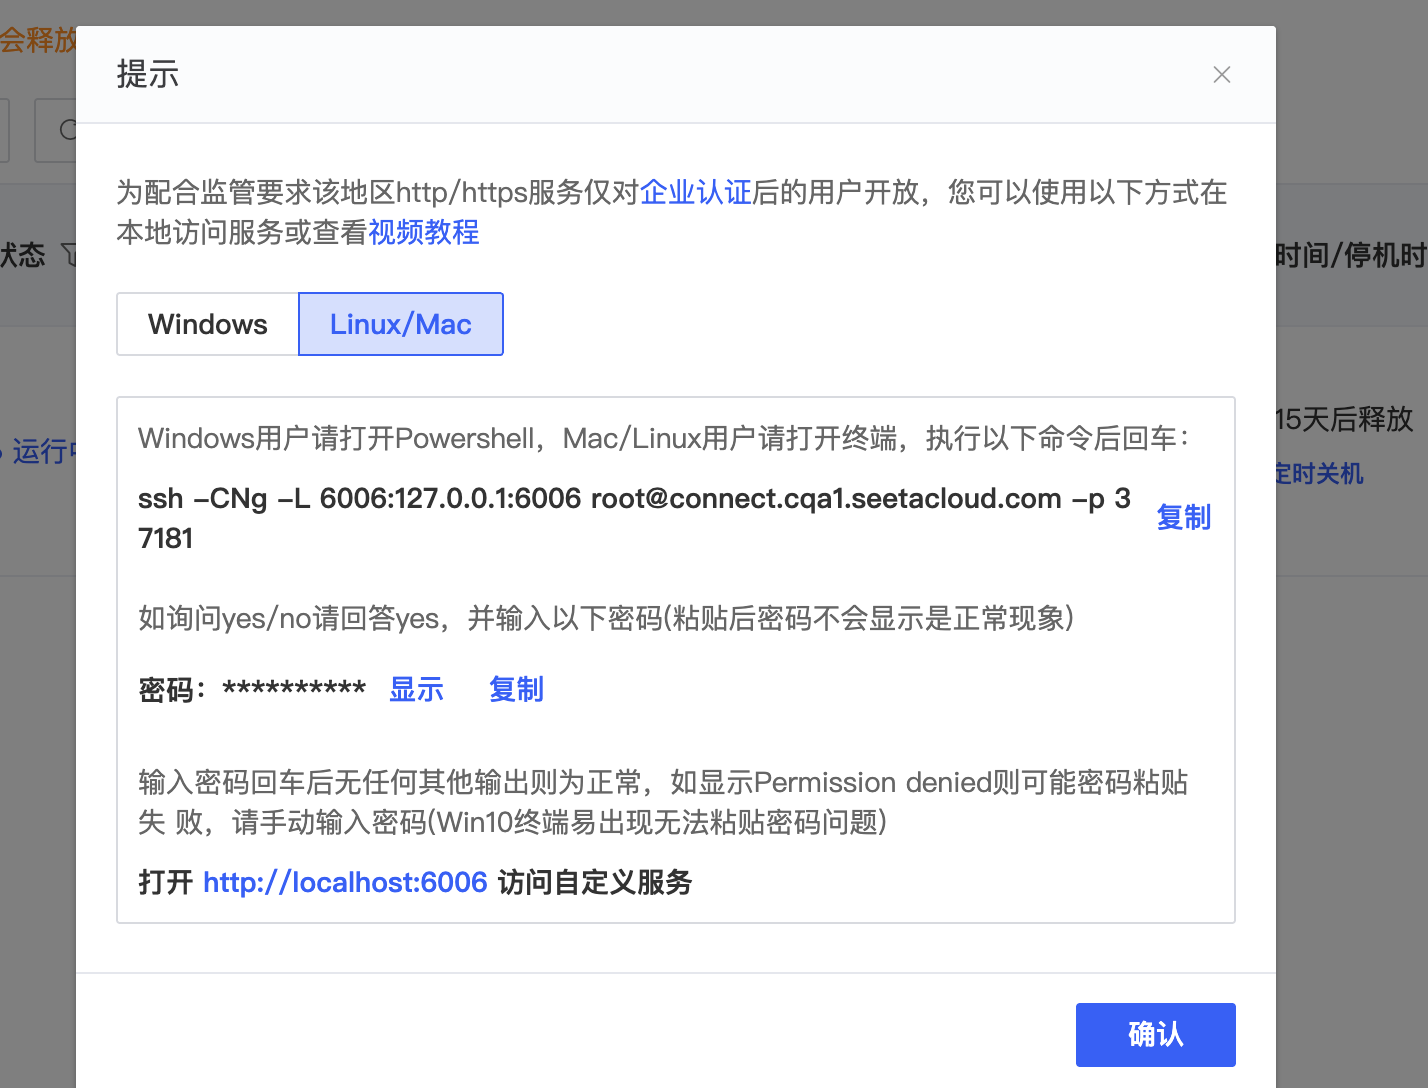 会释放
提示
为配合监管要求该地区http/https服务仅对企业认证后的用户开放，您可以使用以下方式在
本地访问服务或查看视频教程
状态
时间/停机时
Windows
Linux/Mac
15天后释放
Windows用户请打开Powershell，Mac/Linux用户请打开终端，执行以下命令后回车：
运行中
定时关机
ssh -CNg -L 6006:127.0.0.1:6006 root@connect.cqa1.seetacloud.com -p 3
7181
复制
如询问yes/no请回答yes，并输入以下密码(粘贴后密码不会显示是正常现象)
密码：********** 显示 复制
输入密码回车后无任何其他输出则为正常，如显示Permission denied则可能密码粘贴
失 败，请手动输入密码(Win10终端易出现无法粘贴密码问题)
打开 http://localhost:6006 访问自定义服务
确认